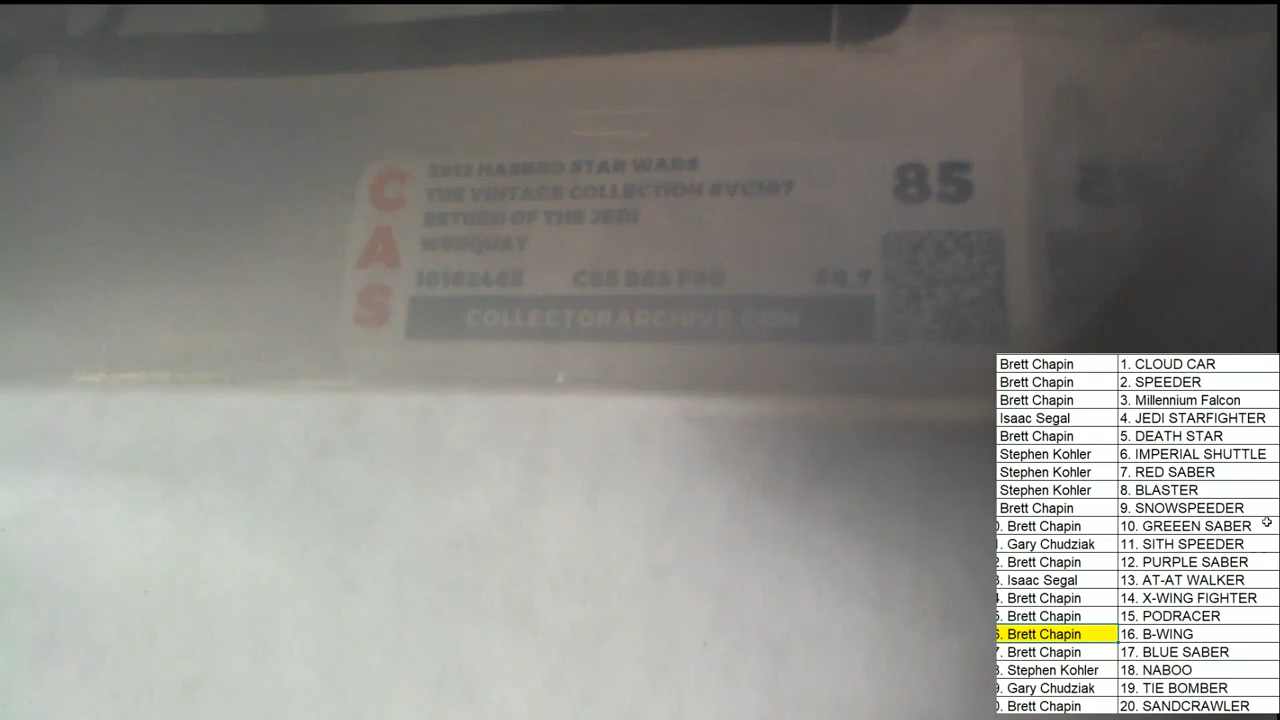 CAS
2012 HASBRO STAR WARS
THE VINTAGE COLLECTION #VC107
RETURN OF THE JEDI
WEEQUAY
85
COLLECTORARCHIVE.COM
Brett Chapin 1. CLOUD CAR
Brett Chapin 2. SPEEDER
Brett Chapin 3. Millennium Falcon
Isaac Segal 4. JEDI STARFIGHTER
Brett Chapin 5. DEATH STAR
Stephen Kohler 6. IMPERIAL SHUTTLE
Stephen Kohler 7. RED SABER
Stephen Kohler 8. BLASTER
Brett Chapin 9. SNOWSPEEDER
. Brett Chapin 10. GREEEN SABER
. Gary Chudziak 11. SITH SPEEDER
. Brett Chapin 12. PURPLE SABER
. Isaac Segal 13. AT-AT WALKER
. Brett Chapin 14. X-WING FIGHTER
. Brett Chapin 15. PODRACER
. Brett Chapin 16. B-WING
. Brett Chapin 17. BLUE SABER
. Stephen Kohler 18. NABOO
. Gary Chudziak 19. TIE BOMBER
. Brett Chapin 20. SANDCRAWLER